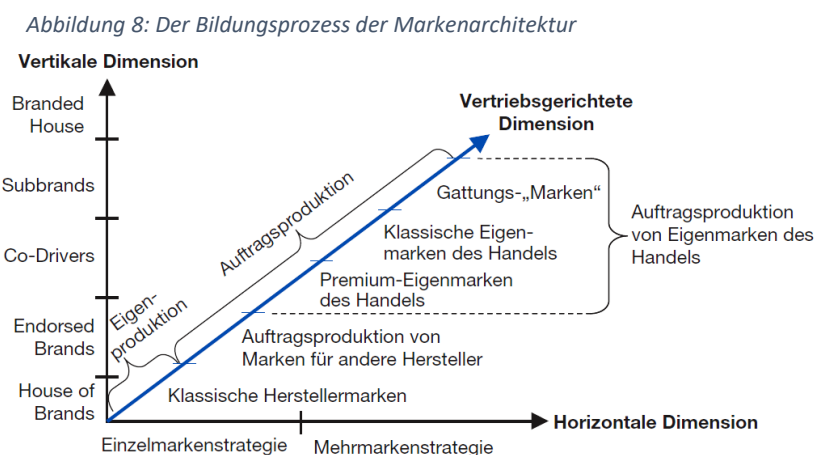 Abbildung 8: Der Bildungsprozess der Markenarchitektur
Vertikale Dimension
Branded
House
Subbrands
Co-Drivers
Endorsed
Brands
House of
Brands
Eigen-
produktion
Auftragsproduktion
Vertriebsgerichtete
Dimension
Gattungs-„Marken“
Klassische Eigen-
marken des Handels
Premium-Eigenmarken
des Handels
Auftragsproduktion von
Marken für andere Hersteller
Klassische Herstellermarken
Auftragsproduktion
von Eigenmarken des
Handels
Horizontale Dimension
Einzelmarkenstrategie
Mehrmarkenstrategie